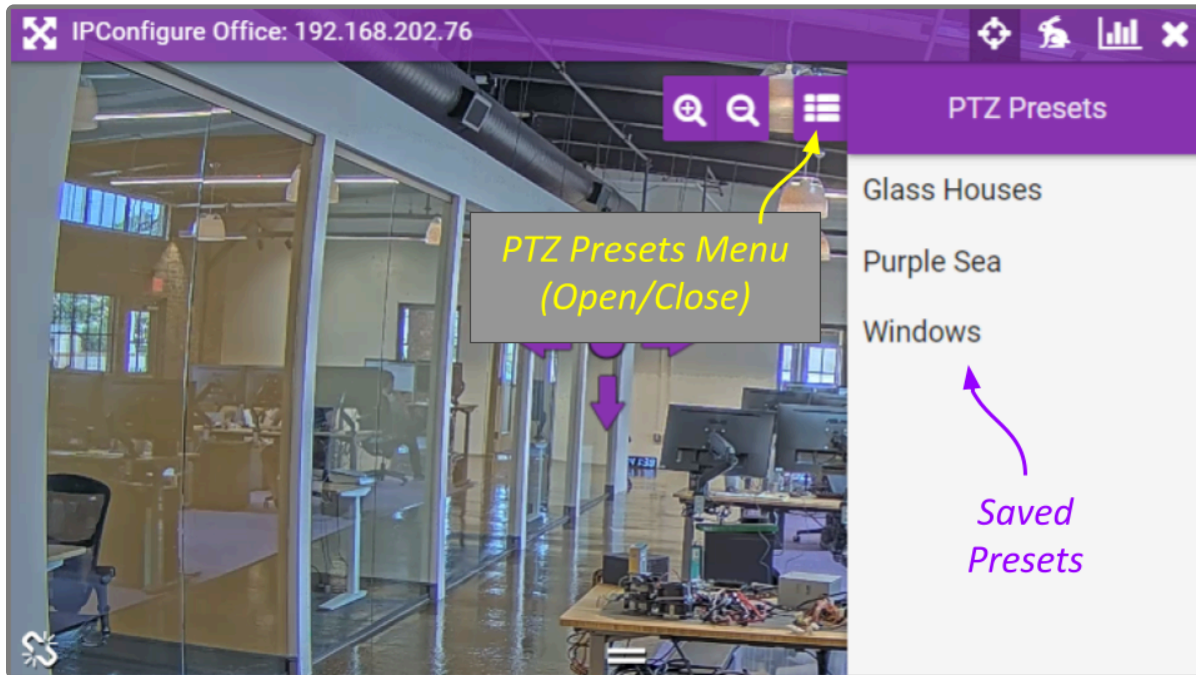 IPConfigure Office: 192.168.202.76
PTZ Presets
Glass Houses
PTZ Presets Menu
(Open/Close)
Purple Sea
Windows
Saved
Presets